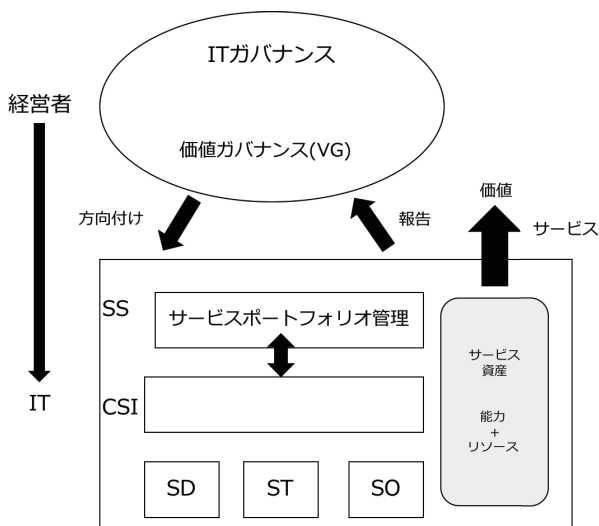 ITガバナンス
経営者
価値ガバナンス(VG)
方向付け
報告
価値
サービス
SS
サービスポートフォリオ管理
サービス
資産
CSI
能力
+
リソース
IT
SD
ST
SO